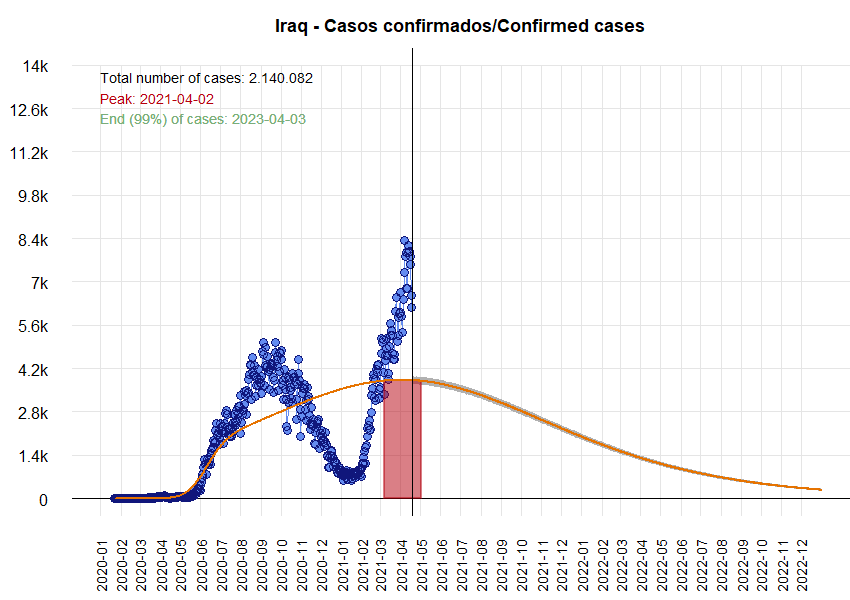 Iraq - Casos confirmados/Confirmed cases
14k
Total number of cases: 2.140.082
Peak: 2021-04-02
12.6k
End (99%) of cases: 2023-04-03
11.2k
9.8k
8.4k
7k
5.6k
4.2k
2.8k
1.4k
0
2020-01
2020-02
2020-03
2020-04
2020-05
2020-06
2020-07
2020-08
2020-09
2020-10
2020-11
2020-12
2021-01
2021-02
2021-03
2021-04
2021-05
2021-06
2021-07
2021-08
2021-09
2021-10
2021-11
2021-12
2022-01
2022-02
2022-03
2022-04
2022-05
2022-06
2022-07
2022-08
2022-09
2022-10
2022-11
2022-12